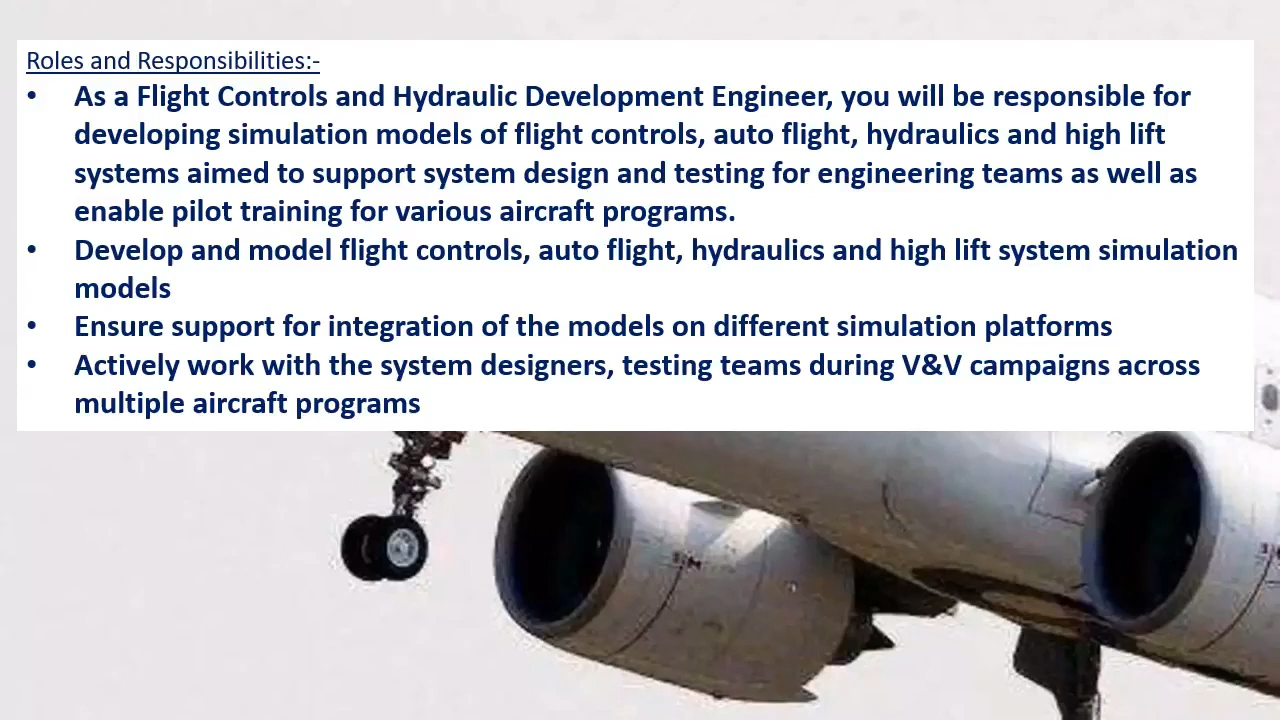 Roles and Responsibilities:-
• As a Flight Controls and Hydraulic Development Engineer, you will be responsible for
developing simulation models of flight controls, auto flight, hydraulics and high lift
systems aimed to support system design and testing for engineering teams as well as
enable pilot training for various aircraft programs.
• Develop and model flight controls, auto flight, hydraulics and high lift system simulation
models
• Ensure support for integration of the models on different simulation platforms
• Actively work with the system designers, testing teams during V&V campaigns across
multiple aircraft programs